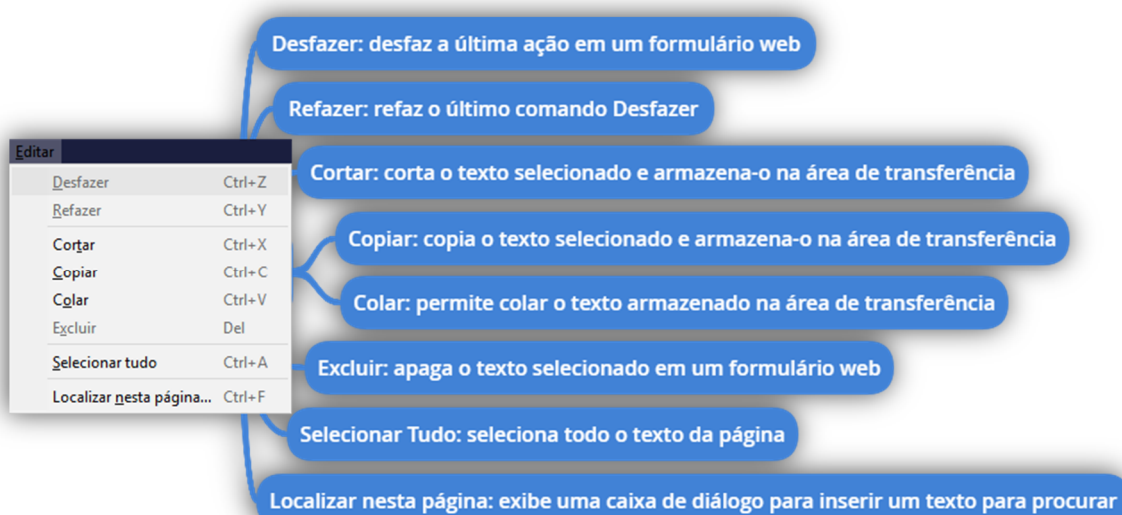 Desfazer: desfaz a última ação em um formulário web
Refazer: refaz o último comando Desfazer
Editar
Desfazer Ctrl+Z
Refazer Ctrl+Y
Cortar Ctrl+X
Copiar Ctrl+C
Colar Ctrl+V
Excluir Del
Selecionar tudo Ctrl+A
Localizar nesta página... Ctrl+F
Cortar: corta o texto selecionado e armazena-o na área de transferência
Copiar: copia o texto selecionado e armazena-o na área de transferência
Colar: permite colar o texto armazenado na área de transferência
Excluir: apaga o texto selecionado em um formulário web
Selecionar Tudo: seleciona todo o texto da página
Localizar nesta página: exibe uma caixa de diálogo para inserir um texto para procurar